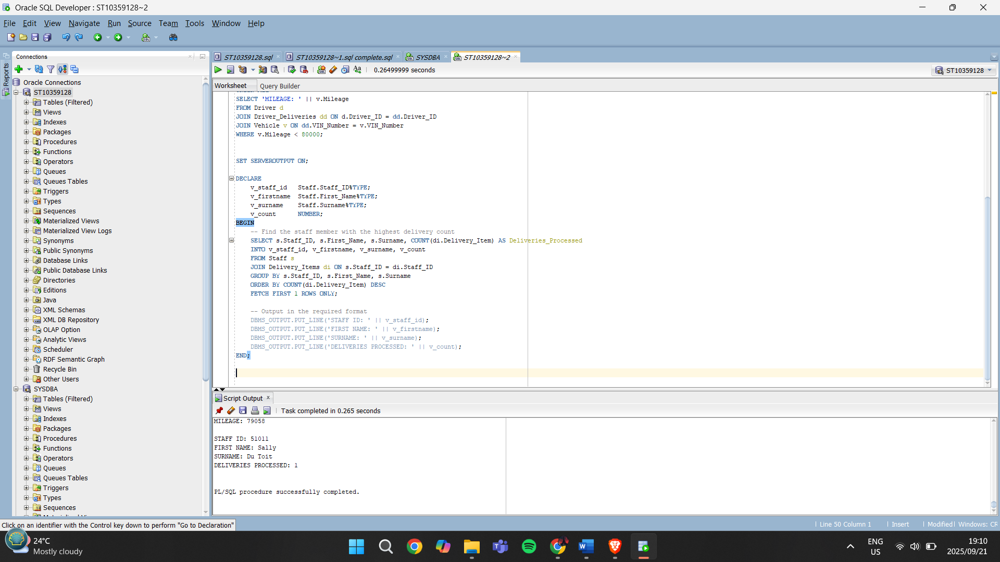 Oracle SQL Developer : ST10359128~2
File Edit View Navigate Run Source Team Tools Window Help
Connections
ST10359128.sql ST10359128~1.sql complete.sql SYSDBA ST10359128~2
0.26499999 seconds
ST10359128
Reports
Worksheet Query Builder
Oracle Connections
ST10359128
Tables (Filtered)
Views
Indexes
Packages
Procedures
Functions
Operators
Queues
Queues Tables
Triggers
Types
Sequences
Materialized Views
Materialized View Logs
Synonyms
Public Synonyms
Database Links
Public Database Links
Directories
Editions
Java
XML Schemas
XML DB Repository
OLAP Option
Analytic Views
Scheduler
RDF Semantic Graph
Recycle Bin
Other Users
SYSDBA
Tables (Filtered)
Views
Indexes
Packages
Procedures
Functions
Operators
Queues
Queues Tables
Triggers
Types
Sequences
SELECT 'MILEAGE: ' || v.Mileage
FROM Driver d
JOIN Driver_Deliveries dd ON d.Driver_ID = dd.Driver_ID
JOIN Vehicle v ON dd.VIN_Number = v.VIN_Number
WHERE v.Mileage < 80000;
SET SERVEROUTPUT ON;
DECLARE
v_staff_id Staff.Staff_ID%TYPE;
v_firstname Staff.First_Name%TYPE;
v_surname Staff.Surname%TYPE;
v_count NUMBER;
BEGIN
-- Find the staff member with the highest delivery count
SELECT s.Staff_ID, s.First_Name, s.Surname, COUNT(di.Delivery_Item) AS Deliveries_Processed
INTO v_staff_id, v_firstname, v_surname, v_count
FROM Staff s
JOIN Delivery_Items di ON s.Staff_ID = di.Staff_ID
GROUP BY s.Staff_ID, s.First_Name, s.Surname
ORDER BY COUNT(di.Delivery_Item) DESC
FETCH FIRST 1 ROWS ONLY;
-- Output in the required format
DBMS_OUTPUT.PUT_LINE('STAFF ID: ' || v_staff_id);
DBMS_OUTPUT.PUT_LINE('FIRST NAME: ' || v_firstname);
DBMS_OUTPUT.PUT_LINE('SURNAME: ' || v_surname);
DBMS_OUTPUT.PUT_LINE('DELIVERIES PROCESSED: ' || v_count);
END;
Script Output
Task completed in 0.265 seconds
MILEAGE: 79058
STAFF ID: 51011
FIRST NAME: Sally
SURNAME: Du Toit
DELIVERIES PROCESSED: 1
PL/SQL procedure successfully completed.
Click on an identifier with the Control key down to perform "Go to Declaration"
Line 50 Column 1 Insert Modified Windows: CR
24°C
Mostly cloudy
ENG
US
19:10
2025/09/21